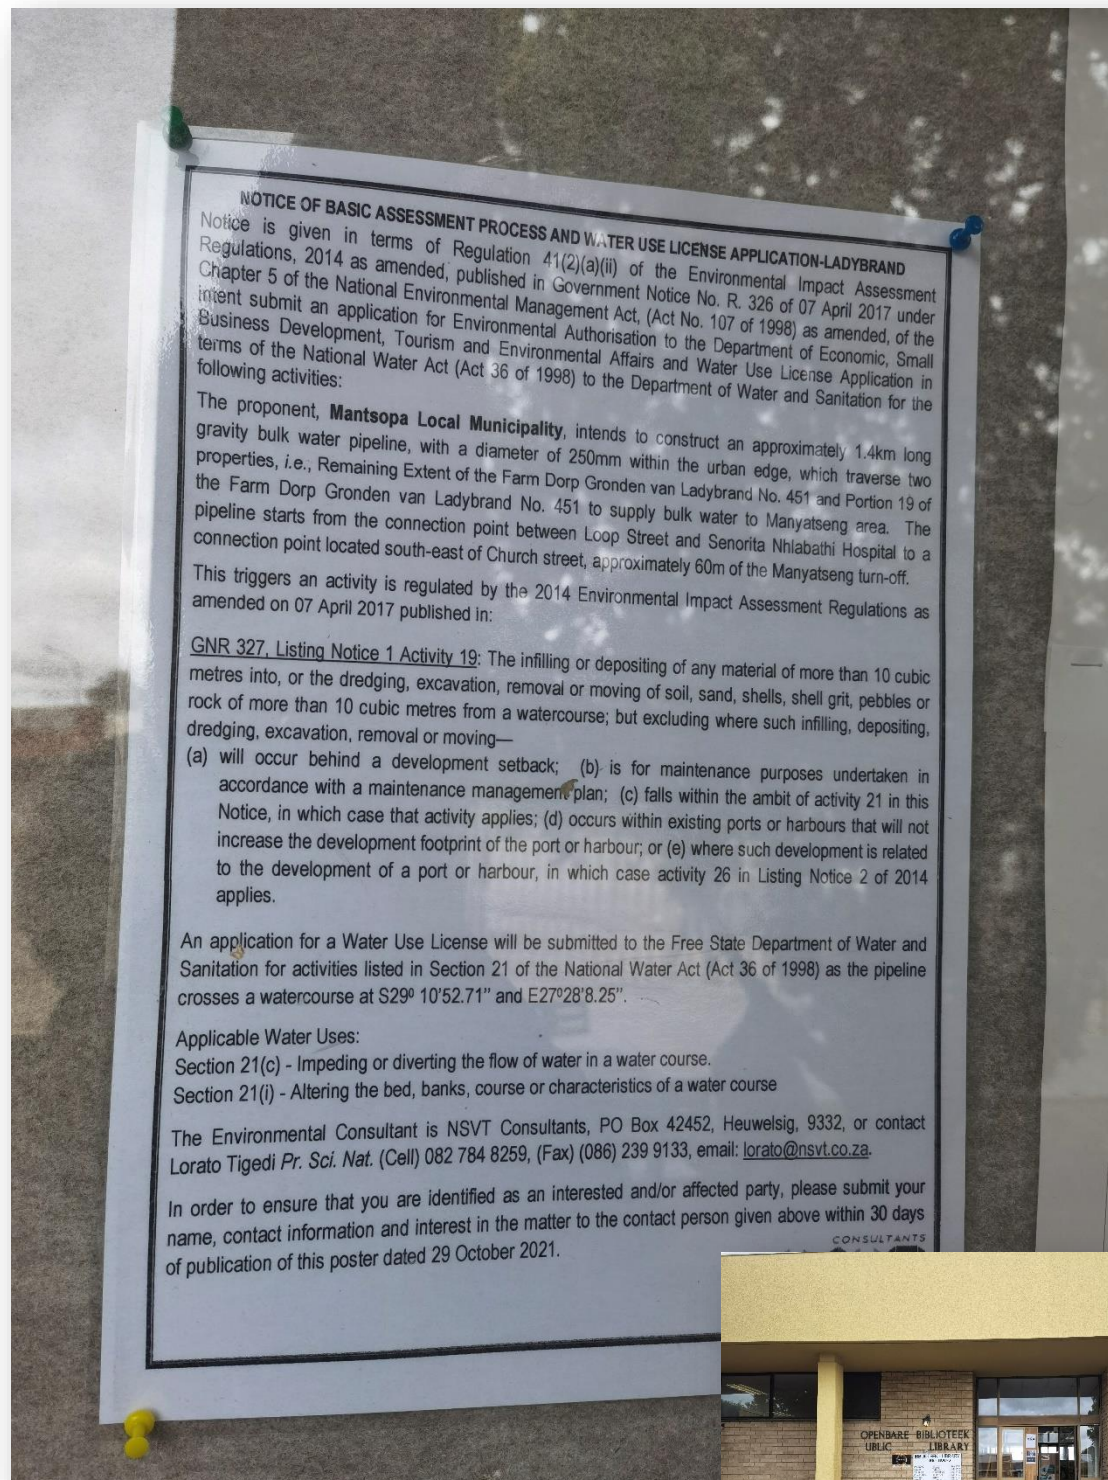 NOTICE OF BASIC ASSESSMENT PROCESS AND WATER USE LICENSE APPLICATION-LADYBRAND
Notice is given in terms of Regulation 41(2)(a)(ii) of the Environmental Impact Assessment
Regulations, 2014 as amended, published in Government Notice No. R. 326 of 07 April 2017 under
Chapter 5 of the National Environmental Management Act, (Act No. 107 of 1998) as amended, of the
intent submit an application for Environmental Authorisation to the Department of Economic, Small
Business Development, Tourism and Environmental Affairs and Water Use License Application in
terms of the National Water Act (Act 36 of 1998) to the Department of Water and Sanitation for the
following activities:
The proponent, Mantsopa Local Municipality, intends to construct an approximately 1.4km long
gravity bulk water pipeline, with a diameter of 250mm within the urban edge, which traverse two
properties, i.e., Remaining Extent of the Farm Dorp Gronden van Ladybrand No. 451 and Portion 19 of
the Farm Dorp Gronden van Ladybrand No. 451 to supply bulk water to Manyatseng area. The
pipeline starts from the connection point between Loop Street and Senorita Nhlabathi Hospital to a
connection point located south-east of Church street, approximately 60m of the Manyatseng turn-off.
This triggers an activity is regulated by the 2014 Environmental Impact Assessment Regulations as
amended on 07 April 2017 published in:
GNR 327, Listing Notice 1 Activity 19: The infilling or depositing of any material of more than 10 cubic
metres into, or the dredging, excavation, removal or moving of soil, sand, shells, shell grit, pebbles or
rock of more than 10 cubic metres from a watercourse; but excluding where such infilling, depositing,
dredging, excavation, removal or moving—
(a) will occur behind a development setback; (b) is for maintenance purposes undertaken in
accordance with a maintenance management plan; (c) falls within the ambit of activity 21 in this
Notice, in which case that activity applies; (d) occurs within existing ports or harbours that will not
increase the development footprint of the port or harbour; or (e) where such development is related
to the development of a port or harbour, in which case activity 26 in Listing Notice 2 of 2014
applies.
An application for a Water Use License will be submitted to the Free State Department of Water and
Sanitation for activities listed in Section 21 of the National Water Act (Act 36 of 1998) as the pipeline
crosses a watercourse at S29⁰ 10'52.71” and E27⁰28'8.25”.
Applicable Water Uses:
Section 21(c) - Impeding or diverting the flow of water in a water course.
Section 21(i) - Altering the bed, banks, course or characteristics of a water course
The Environmental Consultant is NSVT Consultants, PO Box 42452, Heuwelsig, 9332, or contact
Lorato Tigedi Pr. Sci. Nat. (Cell) 082 784 8259, (Fax) (086) 239 9133, email: lorato@nsvt.co.za.
In order to ensure that you are identified as an interested and/or affected party, please submit your
name, contact information and interest in the matter to the contact person given above within 30 days
of publication of this poster dated 29 October 2021.
CONSULTANTS
OPENBARE BIBLIOTEEK
UBLIC LIBRARY